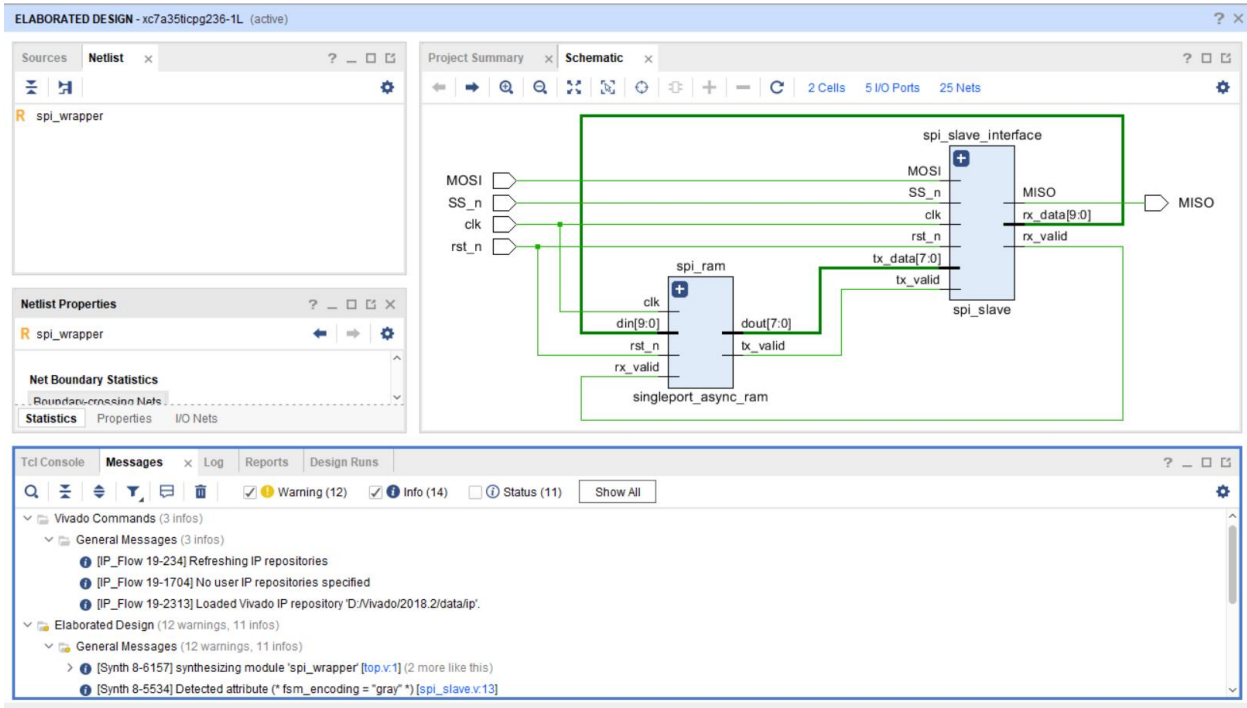 ELABORATED DESIGN - xc7a35ticpg236-1L (active)
Sources Netlist
spi_wrapper
Netlist Properties
spi_wrapper
Net Boundary Statistics
Boundary-crossing Nets
Statistics Properties I/O Nets
Project Summary Schematic
2 Cells 5 I/O Ports 25 Nets
spi_slave_interface
MOSI
SS_n
clk
rst_n
MOSI
SS_n
clk
rst_n
tx_data[7:0]
tx_valid
MISO
rx_data[9:0]
rx_valid
MISO
spi_slave
spi_ram
clk
din[9:0]
rst_n
rx_valid
dout[7:0]
tx_valid
singleport_async_ram
Tcl Console Messages Log Reports Design Runs
Warning (12) Info (14) Status (11) Show All
Vivado Commands (3 infos)
General Messages (3 infos)
[IP_Flow 19-234] Refreshing IP repositories
[IP_Flow 19-1704] No user IP repositories specified
[IP_Flow 19-2313] Loaded Vivado IP repository 'D:/Vivado/2018.2/data/ip'.
Elaborated Design (12 warnings, 11 infos)
General Messages (12 warnings, 11 infos)
[Synth 8-6157] synthesizing module 'spi_wrapper' [top.v:1] (2 more like this)
[Synth 8-5534] Detected attribute (* fsm_encoding = "gray" *) [spi_slave.v:13]